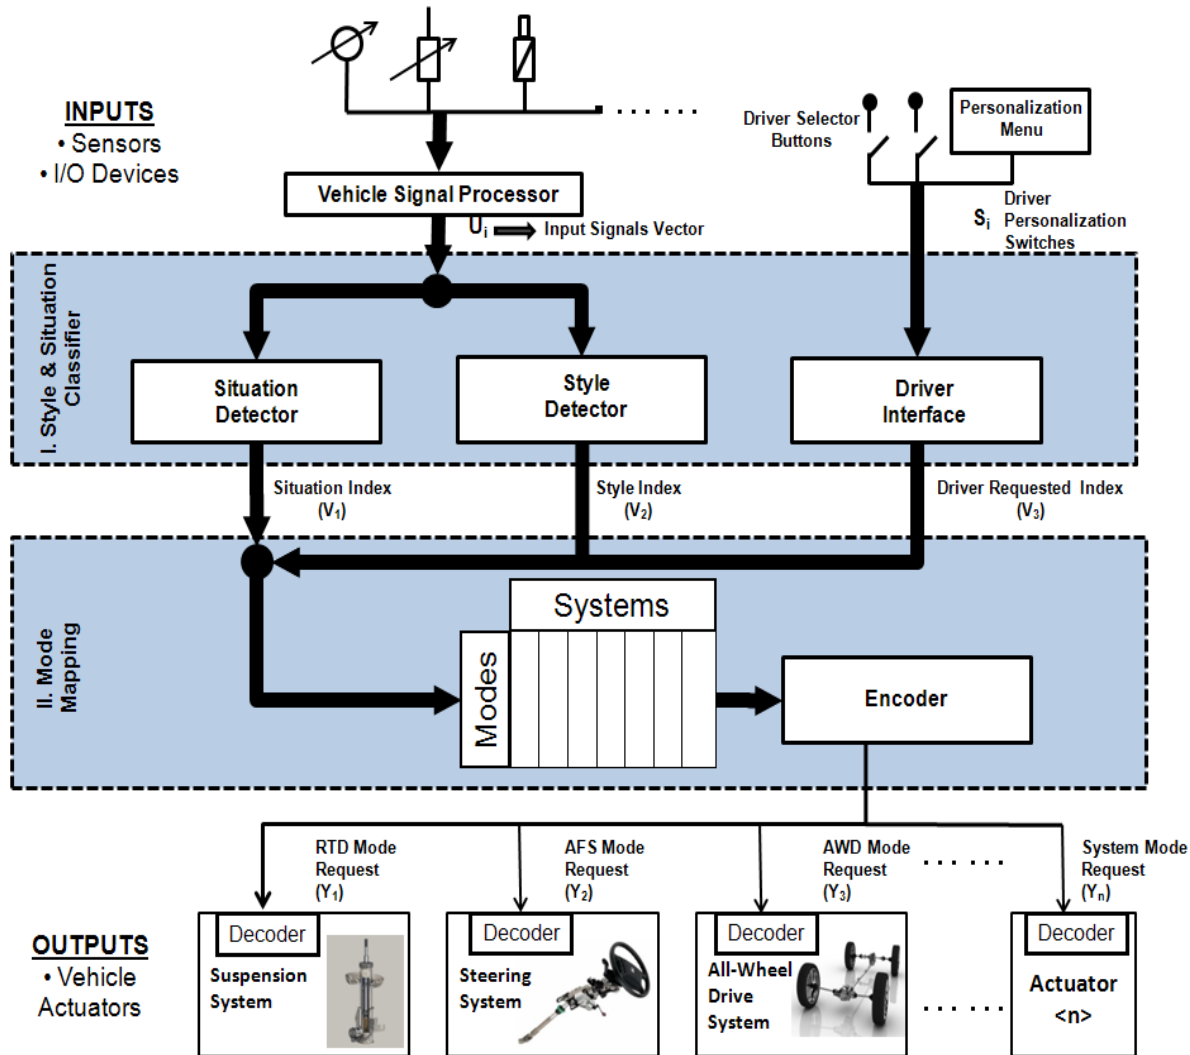 INPUTS
• Sensors
• I/O Devices
Driver Selector
Buttons
Personalization
Menu
Vehicle Signal Processor
Ui
Input Signals Vector
Si
Driver
Personalization
Switches
I. Style & Situation
Classifier
Situation
Detector
Style
Detector
Driver
Interface
Situation Index
(V1)
Style Index
(V2)
Driver Requested Index
(V3)
II. Mode
Mapping
Systems
Modes
Encoder
RTD Mode
Request
(Y1)
AFS Mode
Request
(Y2)
AWD Mode
Request
(Y3)
System Mode
Request
(Yn)
OUTPUTS
• Vehicle
Actuators
Decoder
Suspension
System
Decoder
Steering
System
Decoder
All-Wheel
Drive
System
Decoder
Actuator
<n>